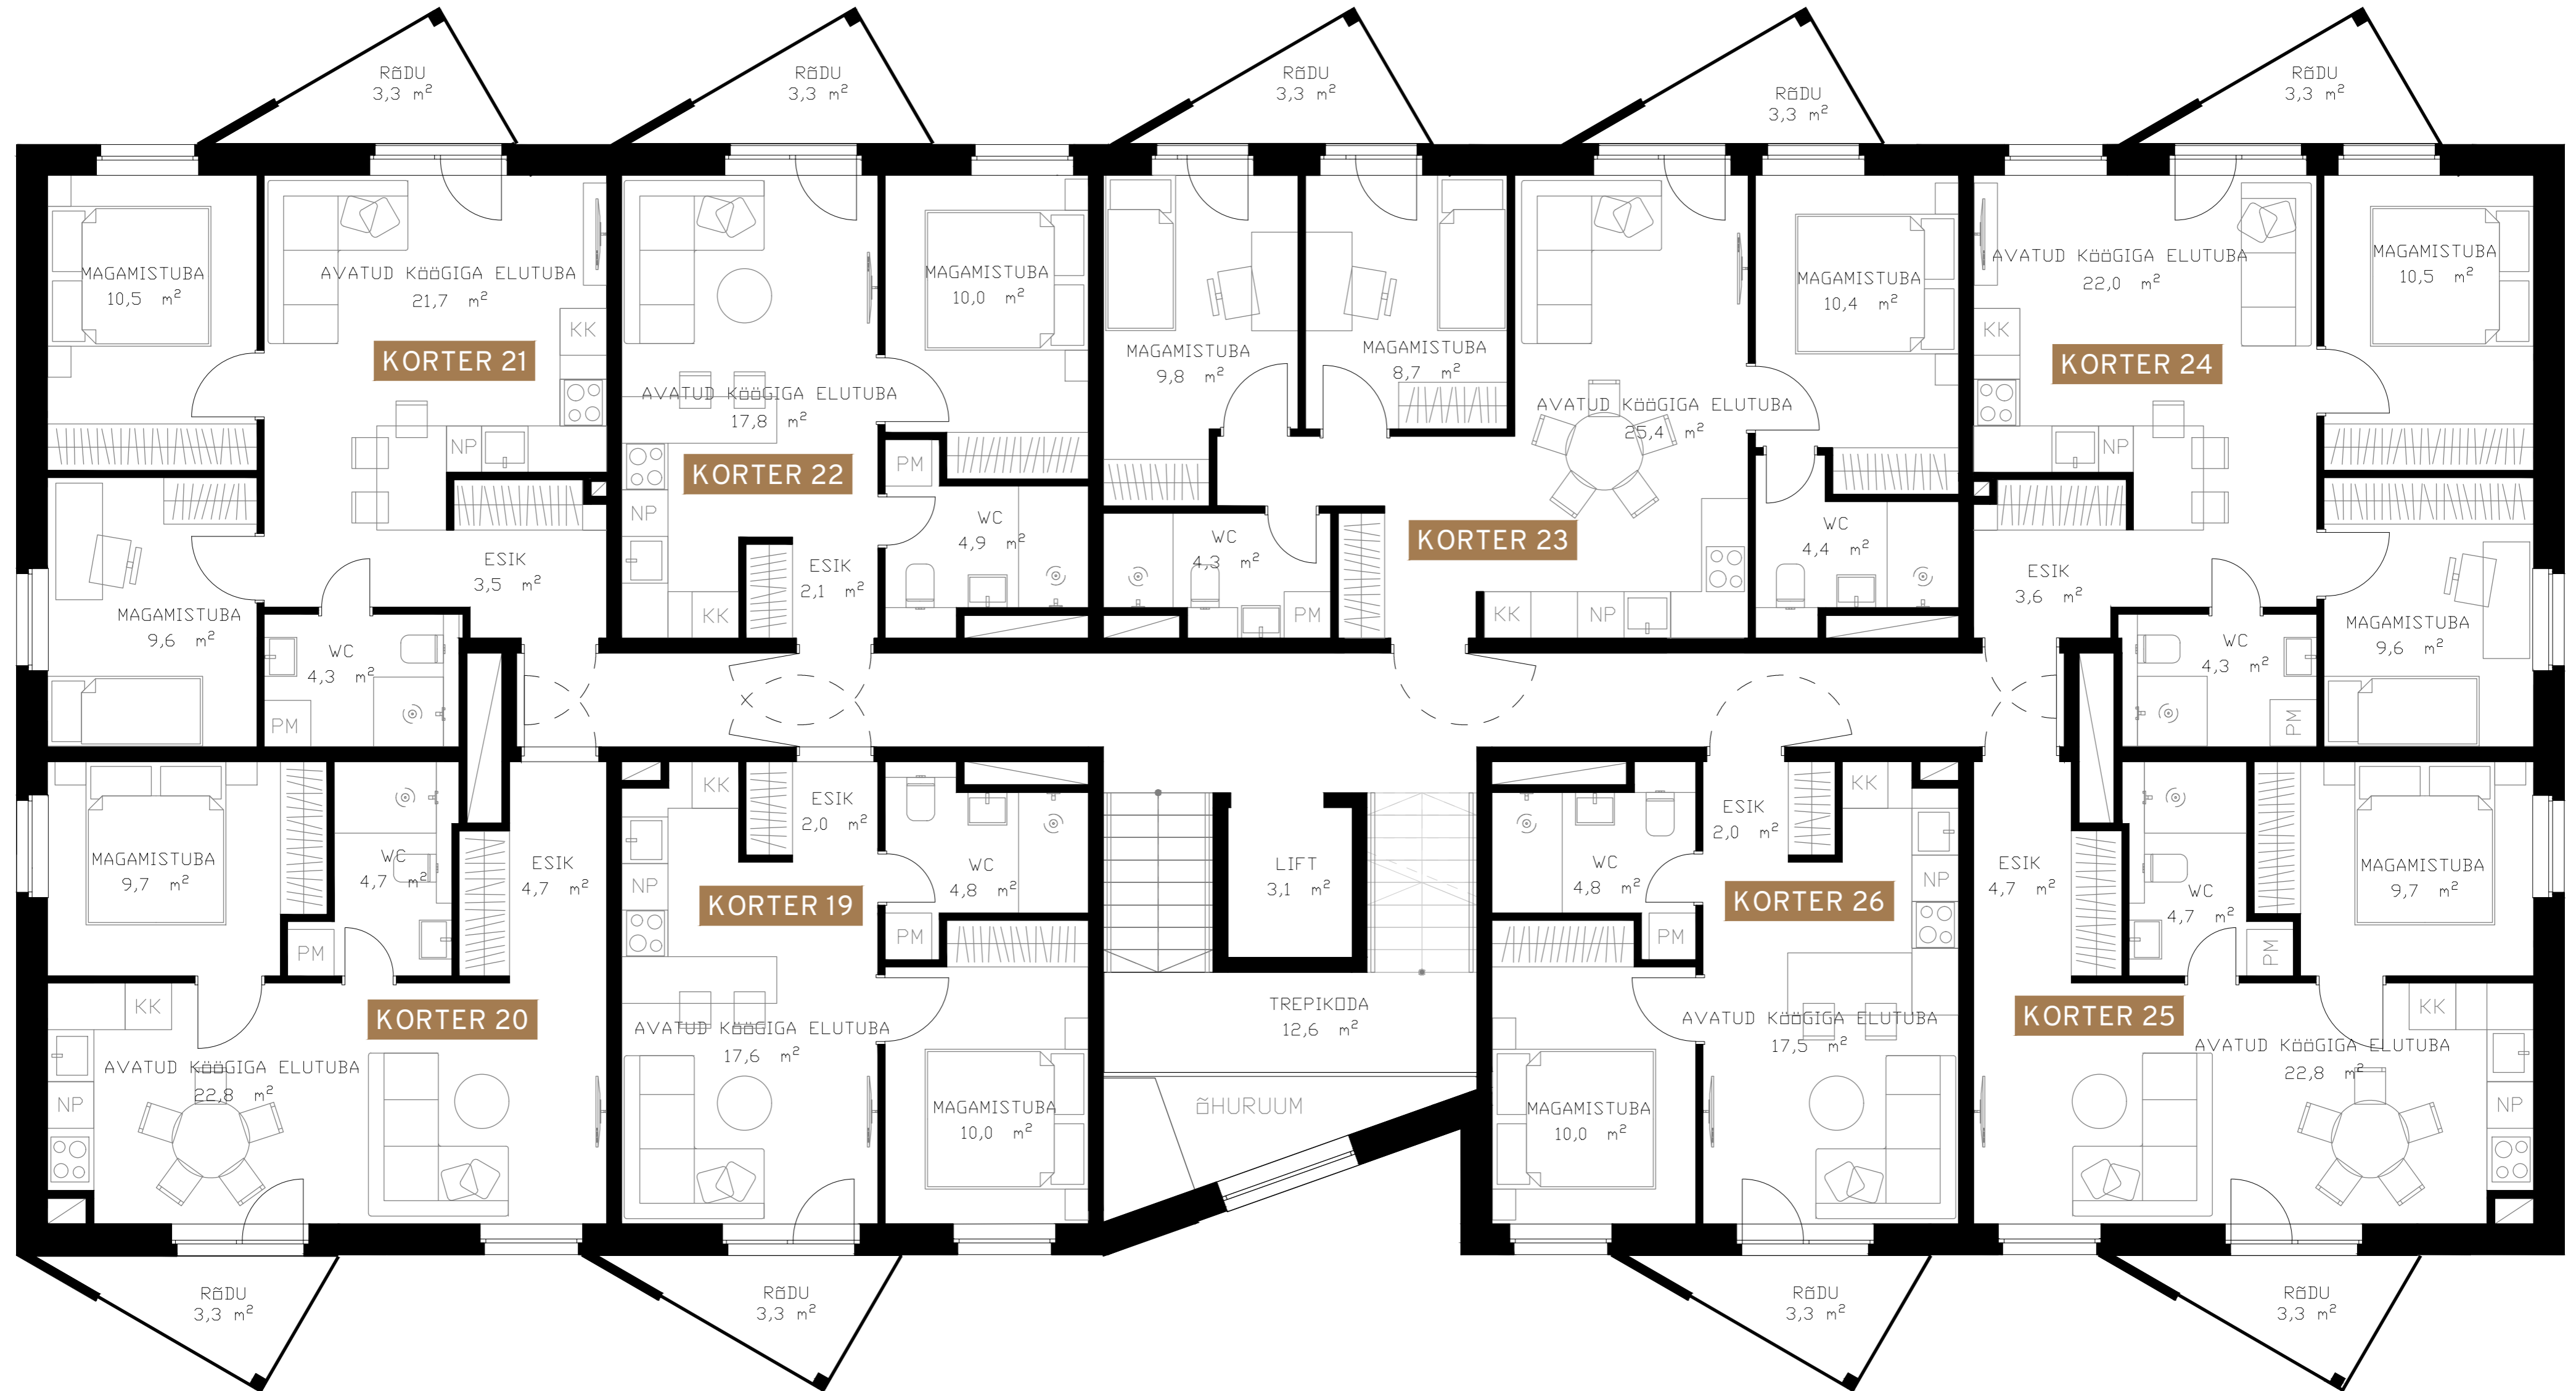 RÕDU
3,3 m²
RÕDU
3,3 m²
RÕDU
3,3 m²
RÕDU
3,3 m²
RÕDU
3,3 m²
MAGAMISTUBA
10,5 m²
AVATUD KÖÖGIGA ELUTUBA
21,7 m²
KK
KORTER 21
NP
ESIK
3,5 m²
MAGAMISTUBA
9,6 m²
WC
4,3 m²
PM
AVATUD KÖÖGIGA ELUTUBA
17,8 m²
MAGAMISTUBA
10,0 m²
KORTER 22
PM
NP
WC
4,9 m²
ESIK
2,1 m²
KK
MAGAMISTUBA
9,8 m²
MAGAMISTUBA
8,7 m²
AVATUD KÖÖGIGA ELUTUBA
25,4 m²
MAGAMISTUBA
10,4 m²
KORTER 23
WC
4,3 m²
PM
WC
4,4 m²
KK
NP
AVATUD KÖÖGIGA ELUTUBA
22,0 m²
MAGAMISTUBA
10,5 m²
KK
KORTER 24
NP
ESIK
3,6 m²
WC
4,3 m²
PM
MAGAMISTUBA
9,6 m²
MAGAMISTUBA
9,7 m²
WC
4,7 m²
ESIK
4,7 m²
PM
KK
KORTER 20
AVATUD KÖÖGIGA ELUTUBA
22,8 m²
NP
KK
ESIK
2,0 m²
NP
WC
4,8 m²
KORTER 19
PM
AVATUD KÖÖGIGA ELUTUBA
17,6 m²
MAGAMISTUBA
10,0 m²
LIFT
3,1 m²
TREPIKODA
12,6 m²
ÕHURUUM
WC
4,8 m²
ESIK
2,0 m²
KK
NP
KORTER 26
PM
AVATUD KÖÖGIGA ELUTUBA
17,5 m²
MAGAMISTUBA
10,0 m²
ESIK
4,7 m²
WC
4,7 m²
PM
MAGAMISTUBA
9,7 m²
KORTER 25
KK
AVATUD KÖÖGIGA ELUTUBA
22,8 m²
NP
RÕDU
3,3 m²
RÕDU
3,3 m²
RÕDU
3,3 m²
RÕDU
3,3 m²